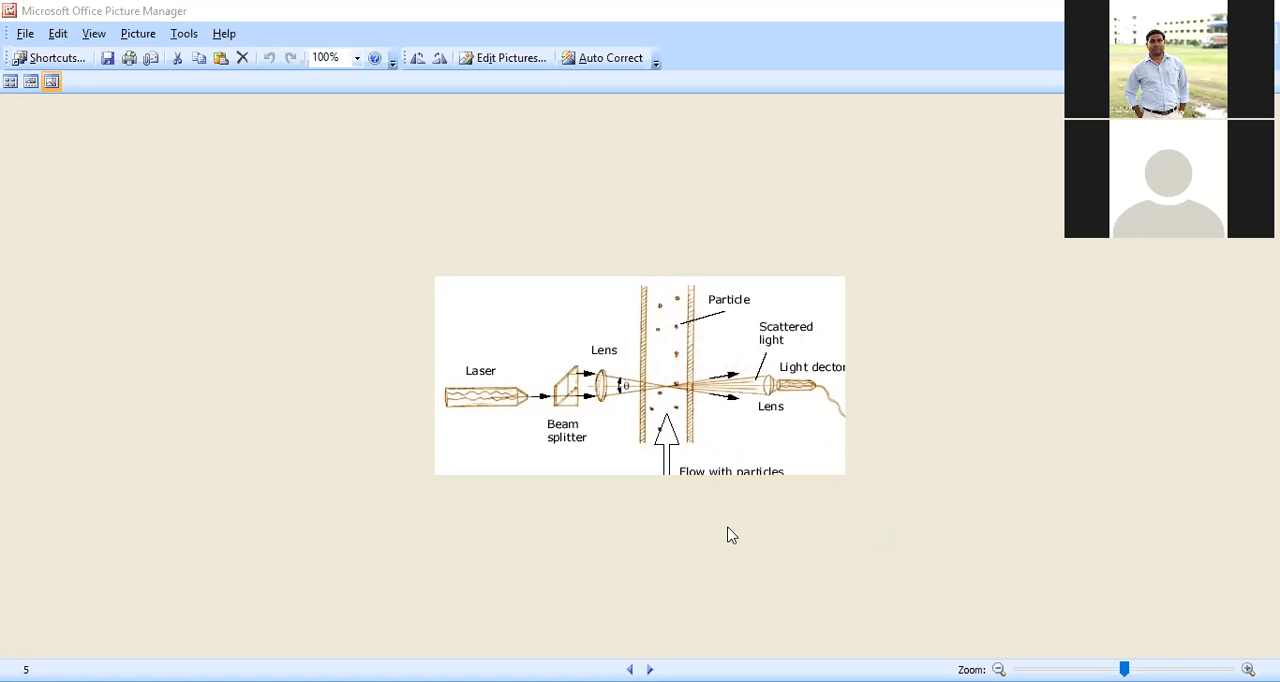 Microsoft Office Picture Manager
File Edit View Picture Tools Help
Shortcuts... 100% Edit Pictures... Auto Correct
Particle
Scattered
light
Lens
Laser
Light dector
θ
Lens
Beam
splitter
Flow with particles
5
Zoom: